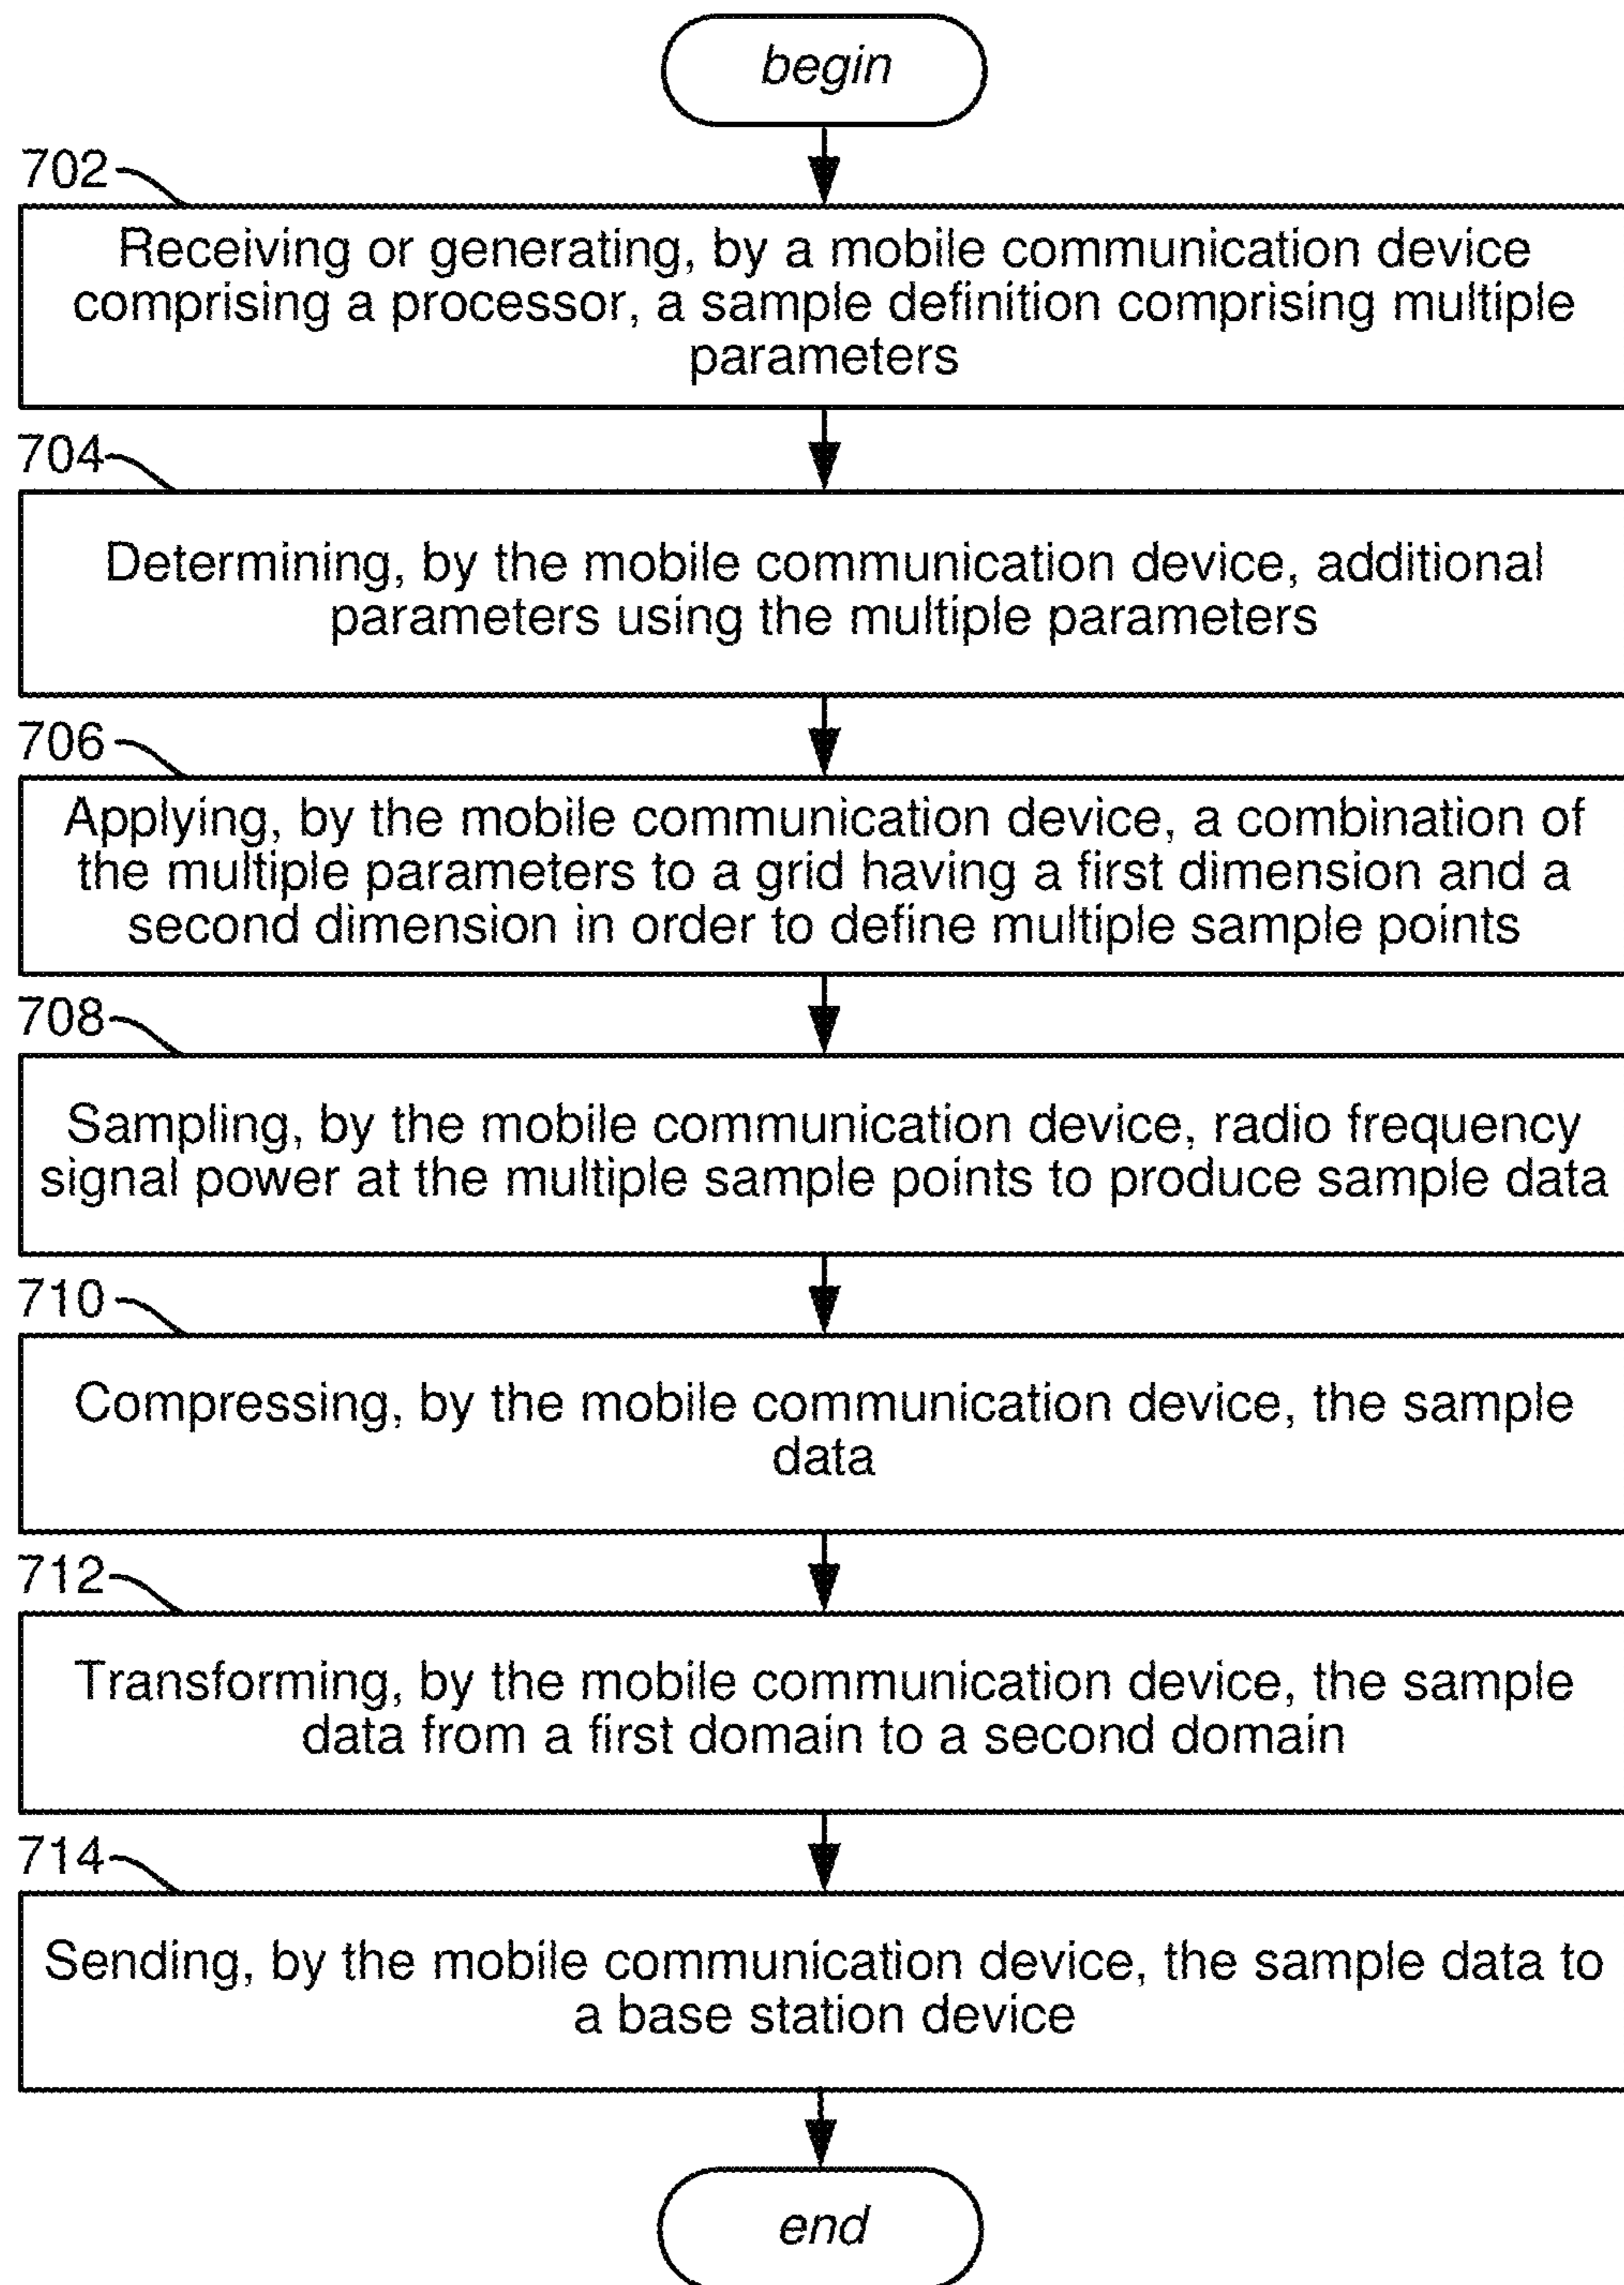 begin
702
Receiving or generating, by a mobile communication device
comprising a processor, a sample definition comprising multiple
parameters
704
Determining, by the mobile communication device, additional
parameters using the multiple parameters
706
Applying, by the mobile communication device, a combination of
the multiple parameters to a grid having a first dimension and a
second dimension in order to define multiple sample points
708
Sampling, by the mobile communication device, radio frequency
signal power at the multiple sample points to produce sample data
710
Compressing, by the mobile communication device, the sample
data
712
Transforming, by the mobile communication device, the sample
data from a first domain to a second domain
714
Sending, by the mobile communication device, the sample data to
a base station device
end